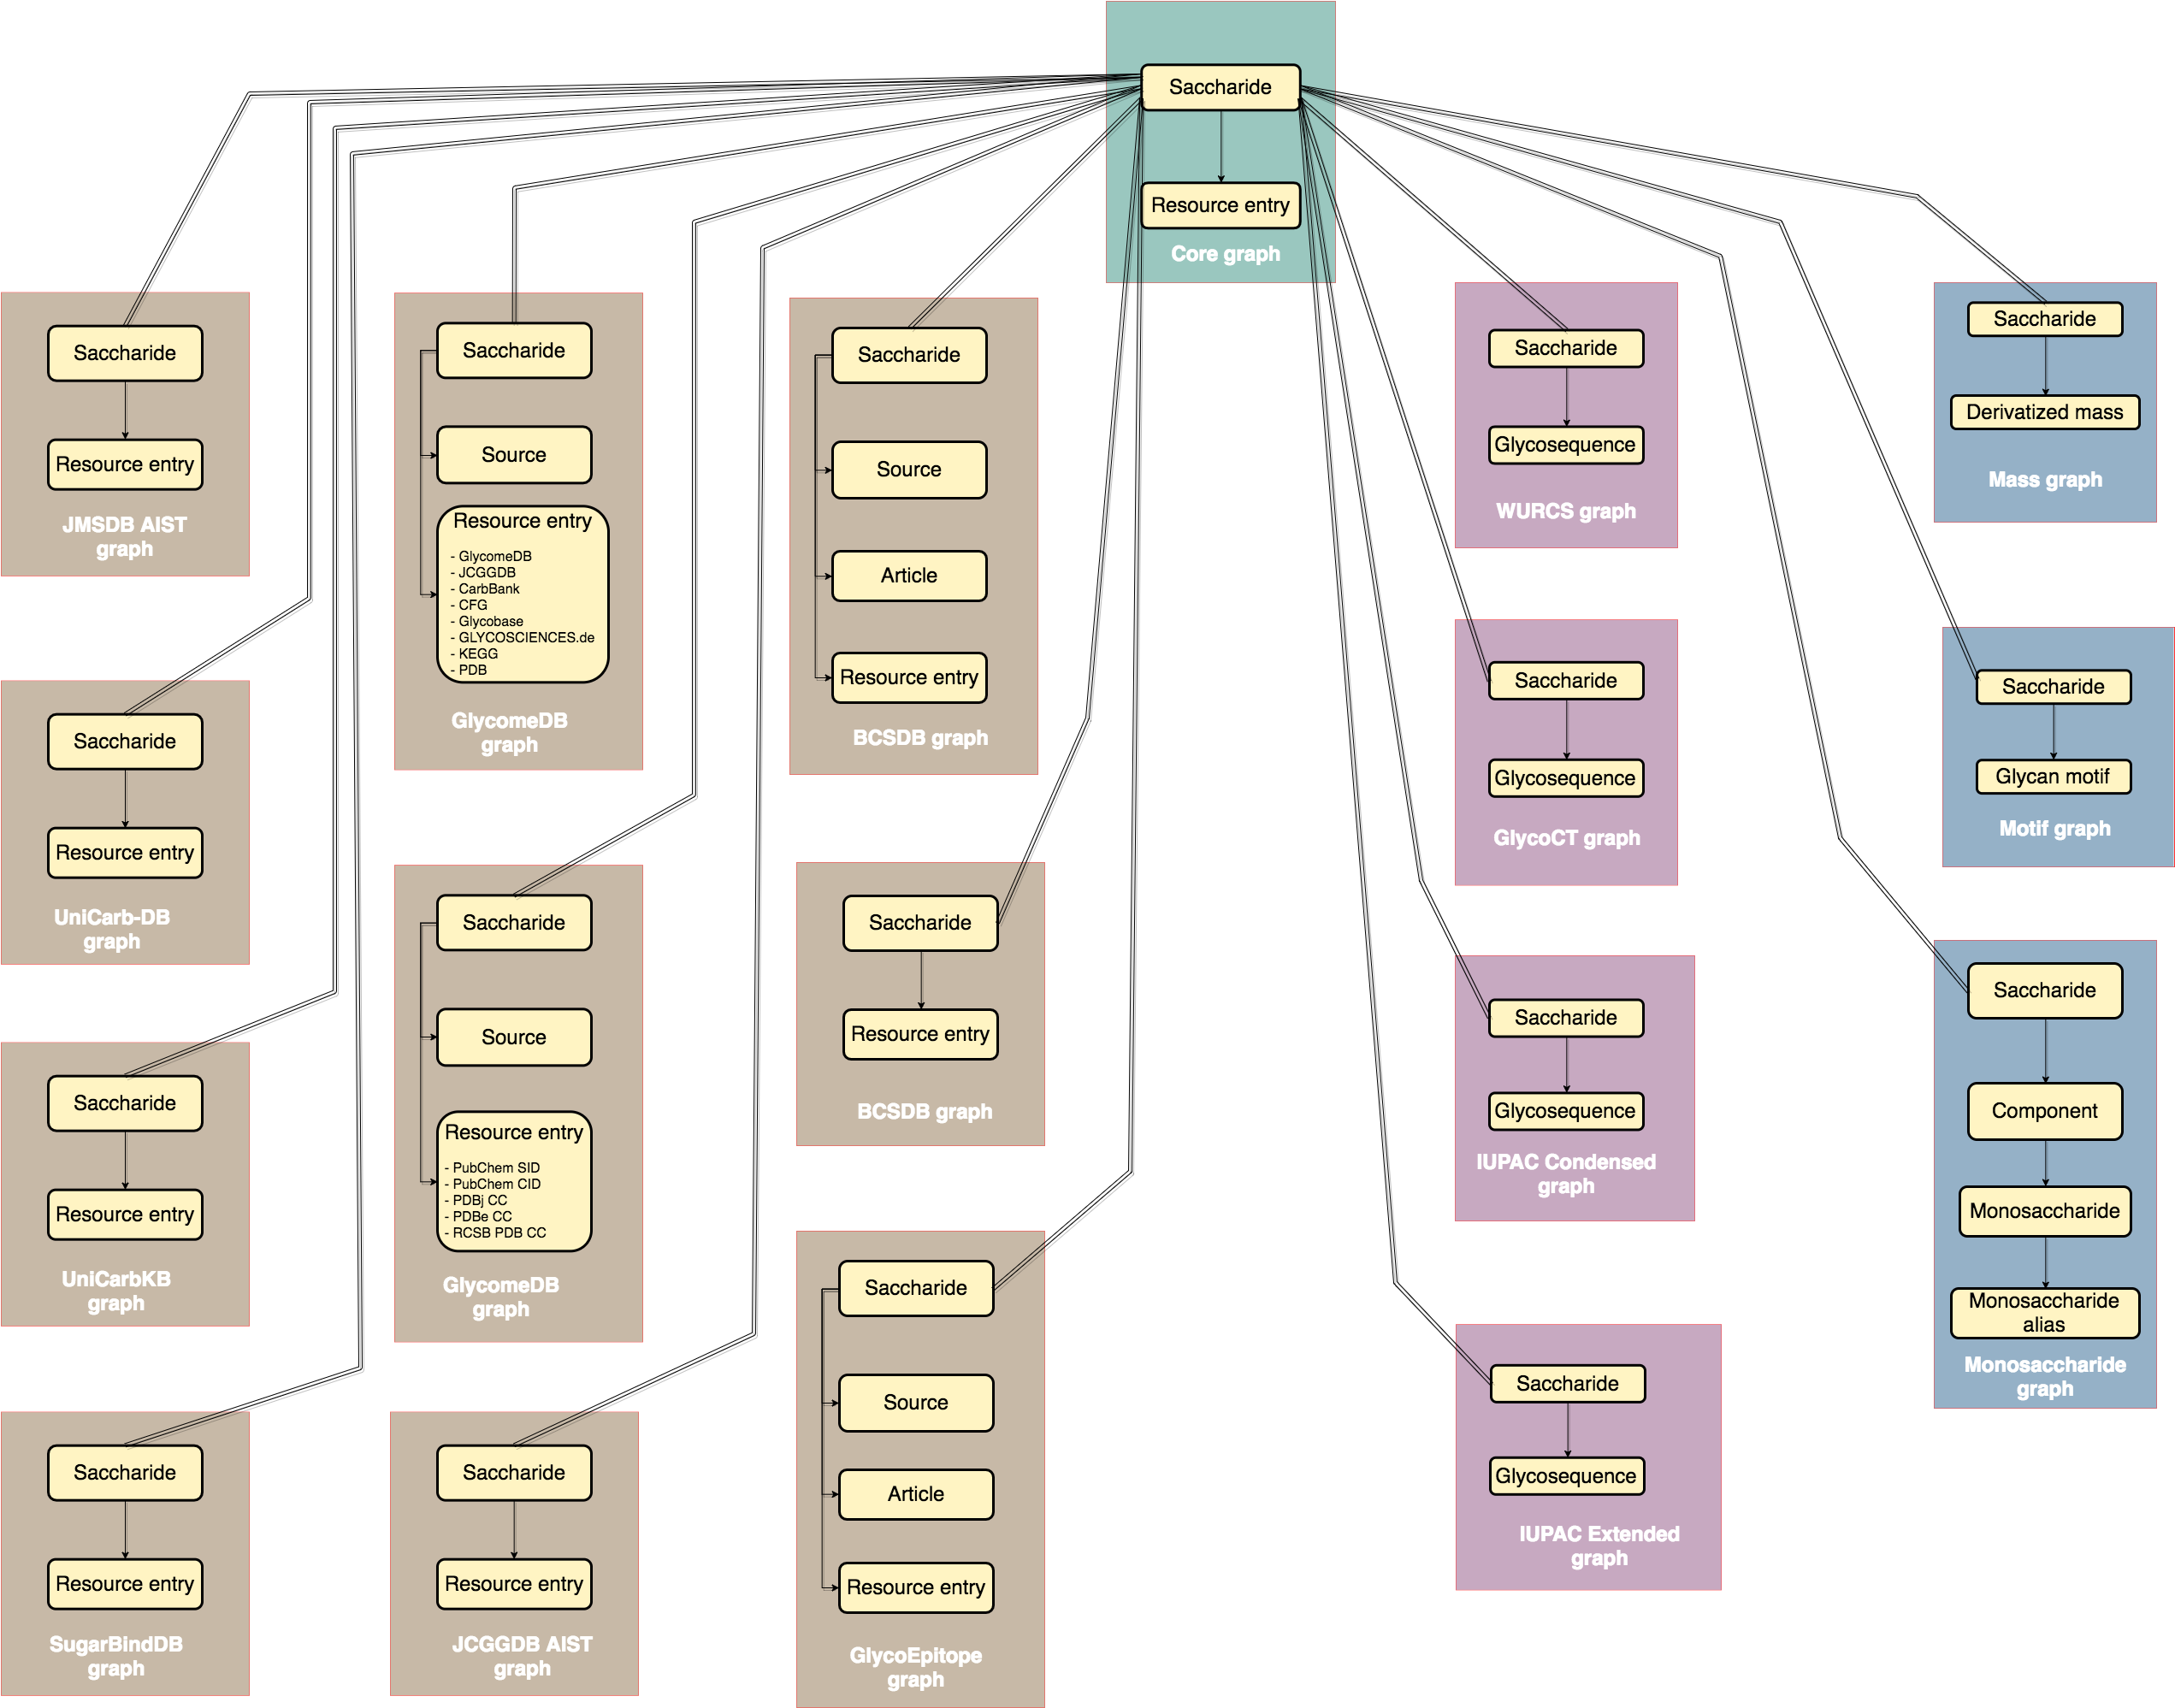 Saccharide
Resource entry
Core graph
Saccharide
Resource entry
JMSDB AIST
graph
Saccharide
Resource entry
UniCarb-DB
graph
Saccharide
Resource entry
UniCarbKB
graph
Saccharide
Resource entry
SugarBindDB
graph
Saccharide
Source
Resource entry
- GlycomeDB
- JCGGDB
- CarbBank
- CFG
- Glycobase
- GLYCOSCIENCES.de
- KEGG
- PDB
GlycomeDB
graph
Saccharide
Source
Resource entry
- PubChem SID
- PubChem CID
- PDBj CC
- PDBe CC
- RCSB PDB CC
GlycomeDB
graph
Saccharide
Resource entry
JCGGDB AIST
graph
Saccharide
Source
Article
Resource entry
BCSDB graph
Saccharide
Resource entry
BCSDB graph
Saccharide
Source
Article
Resource entry
GlycoEpitope
graph
Saccharide
Glycosequence
WURCS graph
Saccharide
Glycosequence
GlycoCT graph
Saccharide
Glycosequence
IUPAC Condensed
graph
Saccharide
Glycosequence
IUPAC Extended
graph
Saccharide
Derivatized mass
Mass graph
Saccharide
Glycan motif
Motif graph
Saccharide
Component
Monosaccharide
Monosaccharide
alias
Monosaccharide
graph